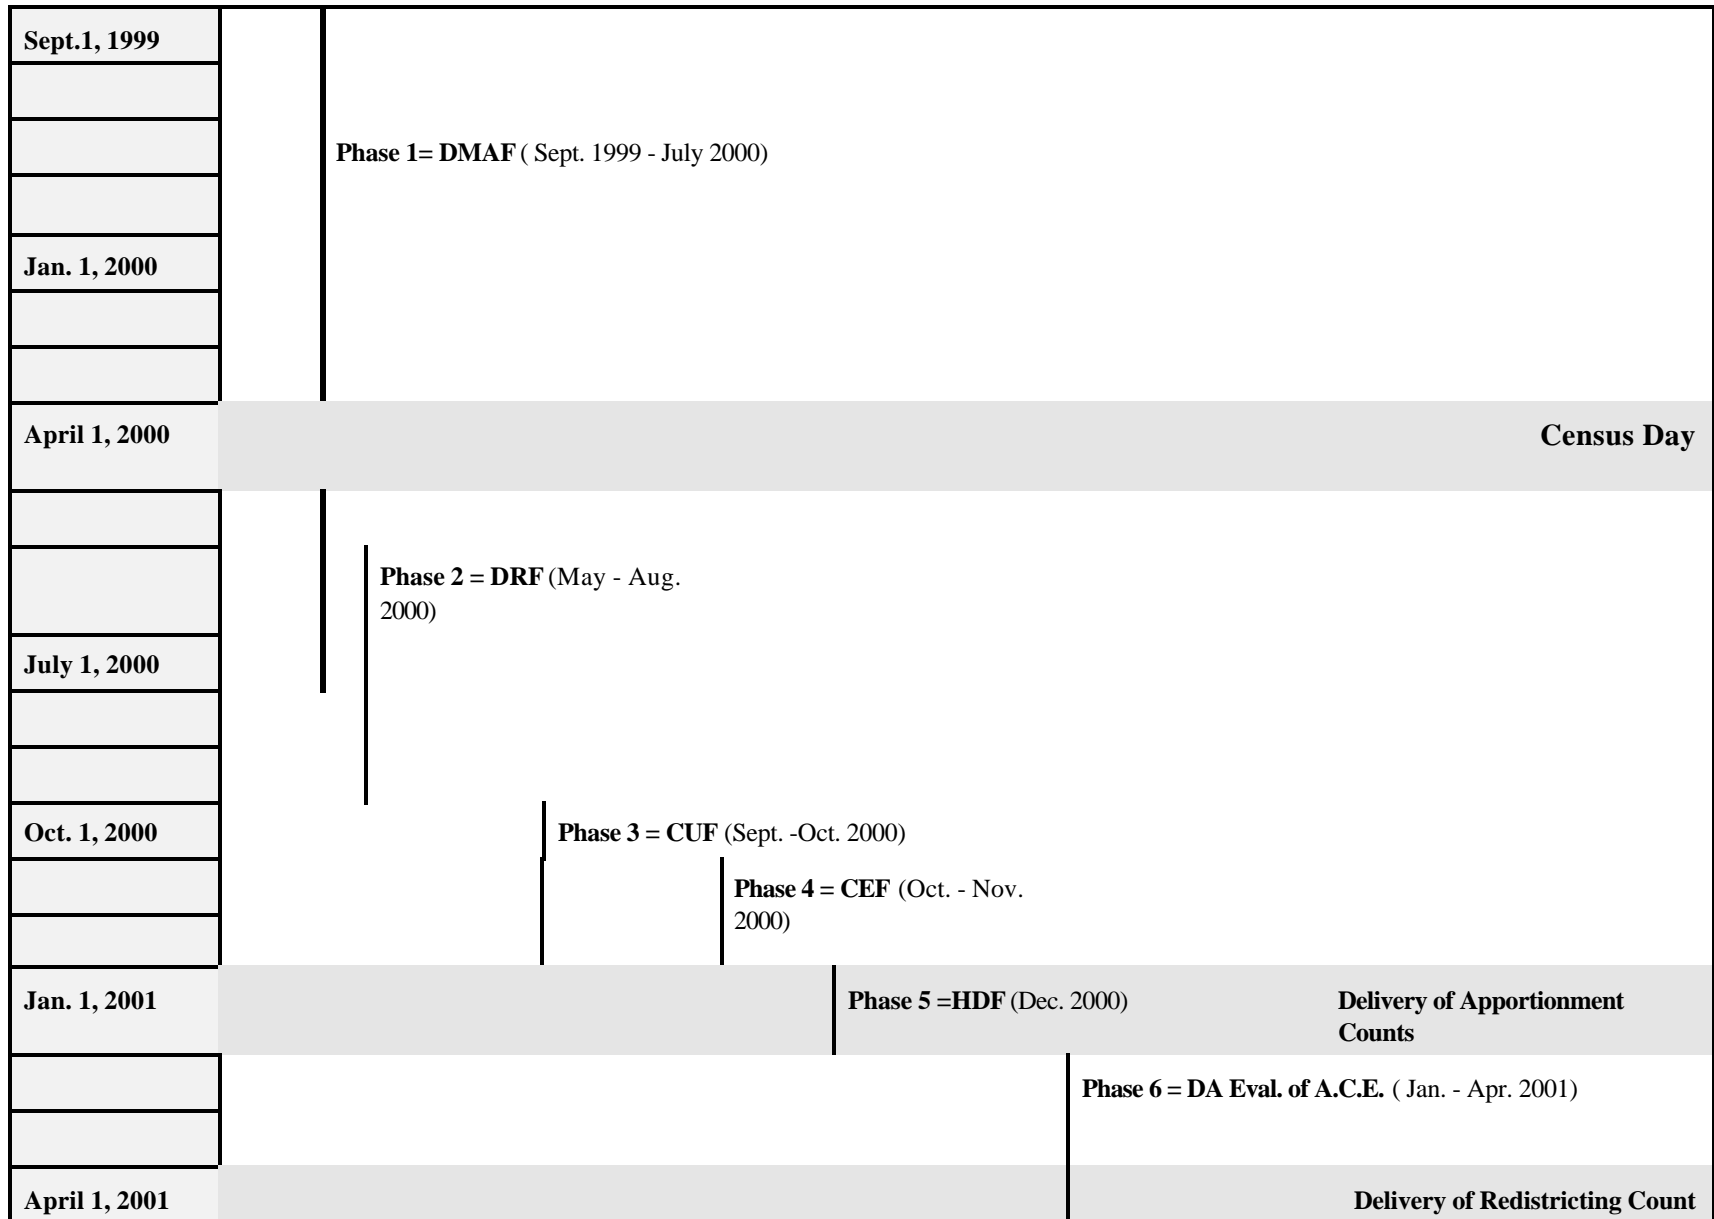 Sept.1, 1999
Phase 1= DMAF ( Sept. 1999 - July 2000)
Jan. 1, 2000
April 1, 2000
Census Day
Phase 2 = DRF (May - Aug.
2000)
July 1, 2000
Oct. 1, 2000
Phase 3 = CUF (Sept. -Oct. 2000)
Phase 4 = CEF (Oct. - Nov.
2000)
Jan. 1, 2001
Phase 5 =HDF (Dec. 2000)
Delivery of Apportionment
Counts
Phase 6 = DA Eval. of A.C.E. ( Jan. - Apr. 2001)
April 1, 2001
Delivery of Redistricting Count